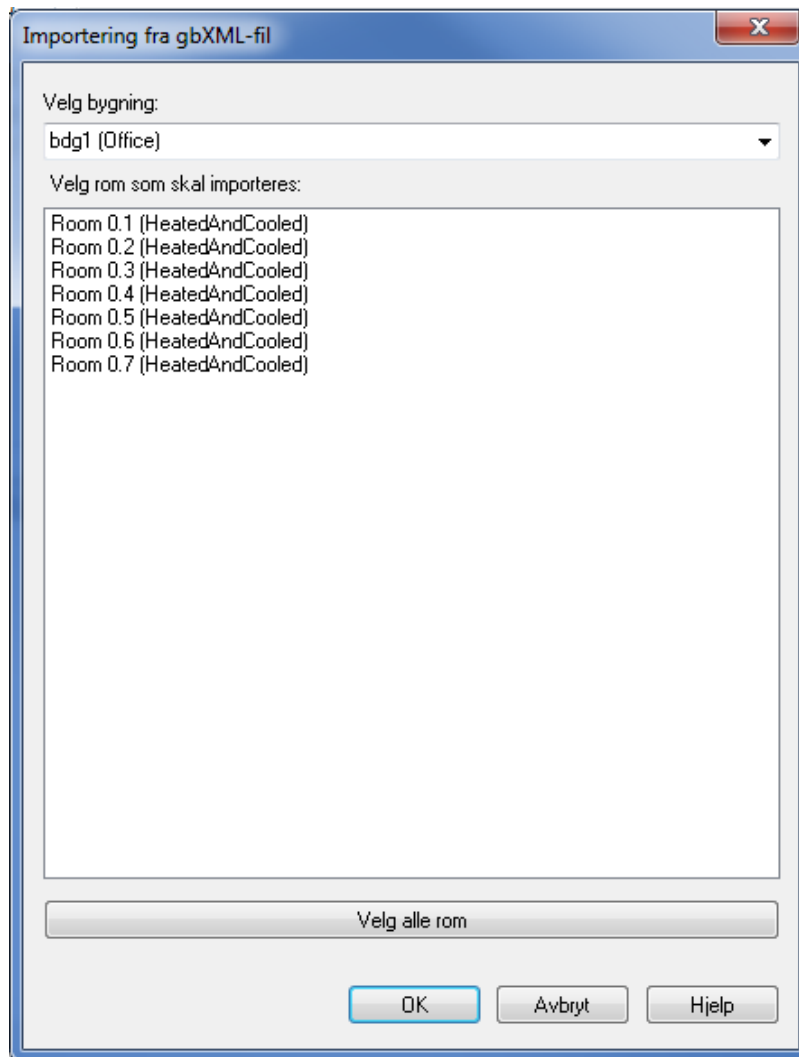 Importering fra gbXML-fil
Velg bygning:
bdg1 (Office)
Velg rom som skal importeres:
Room 0.1 (HeatedAndCooled)
Room 0.2 (HeatedAndCooled)
Room 0.3 (HeatedAndCooled)
Room 0.4 (HeatedAndCooled)
Room 0.5 (HeatedAndCooled)
Room 0.6 (HeatedAndCooled)
Room 0.7 (HeatedAndCooled)
Velg alle rom
OK Avbryt Hjelp